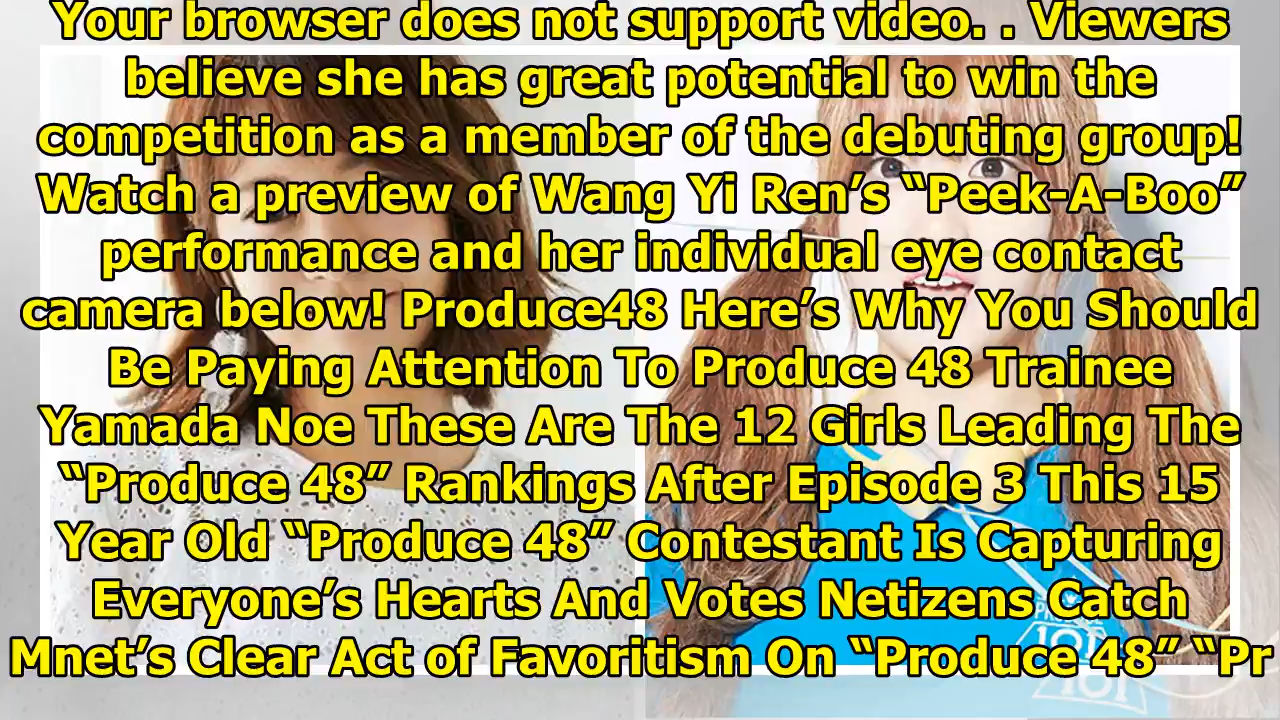 Your browser does not support video. . Viewers
believe she has great potential to win the
competition as a member of the debuting group!
Watch a preview of Wang Yi Ren’s “Peek-A-Boo”
performance and her individual eye contact
camera below! Produce48 Here’s Why You Should
Be Paying Attention To Produce 48 Trainee
Yamada Noe These Are The 12 Girls Leading The
“Produce 48” Rankings After Episode 3 This 15
Year Old “Produce 48” Contestant Is Capturing
Everyone’s Hearts And Votes Netizens Catch
Mnet’s Clear Act of Favoritism On “Produce 48” “Pr
PRODUCE
101
101